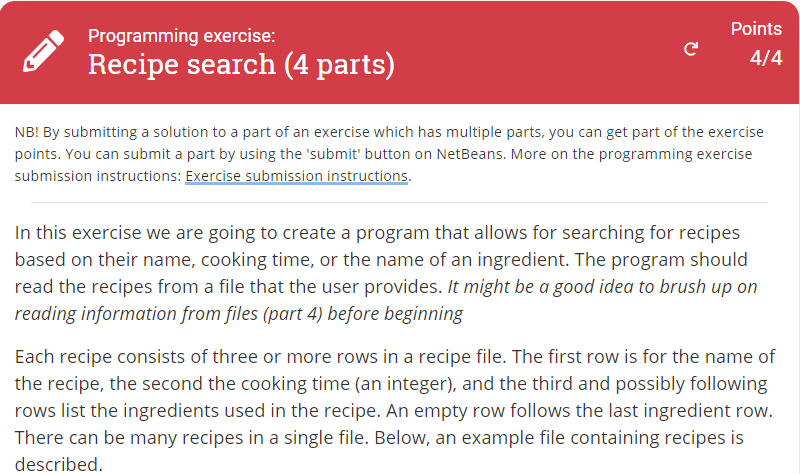 Programming exercise:
Points
Recipe search (4 parts)
4/4
NB! By submitting a solution to a part of an exercise which has multiple parts, you can get part of the exercise
points. You can submit a part by using the 'submit' button on NetBeans. More on the programming exercise
submission instructions: Exercise submission instructions.
In this exercise we are going to create a program that allows for searching for recipes
based on their name, cooking time, or the name of an ingredient. The program should
read the recipes from a file that the user provides. It might be a good idea to brush up on
reading information from files (part 4) before beginning
Each recipe consists of three or more rows in a recipe file. The first row is for the name of
the recipe, the second the cooking time (an integer), and the third and possibly following
rows list the ingredients used in the recipe. An empty row follows the last ingredient row.
There can be many recipes in a single file. Below, an example file containing recipes is
described.